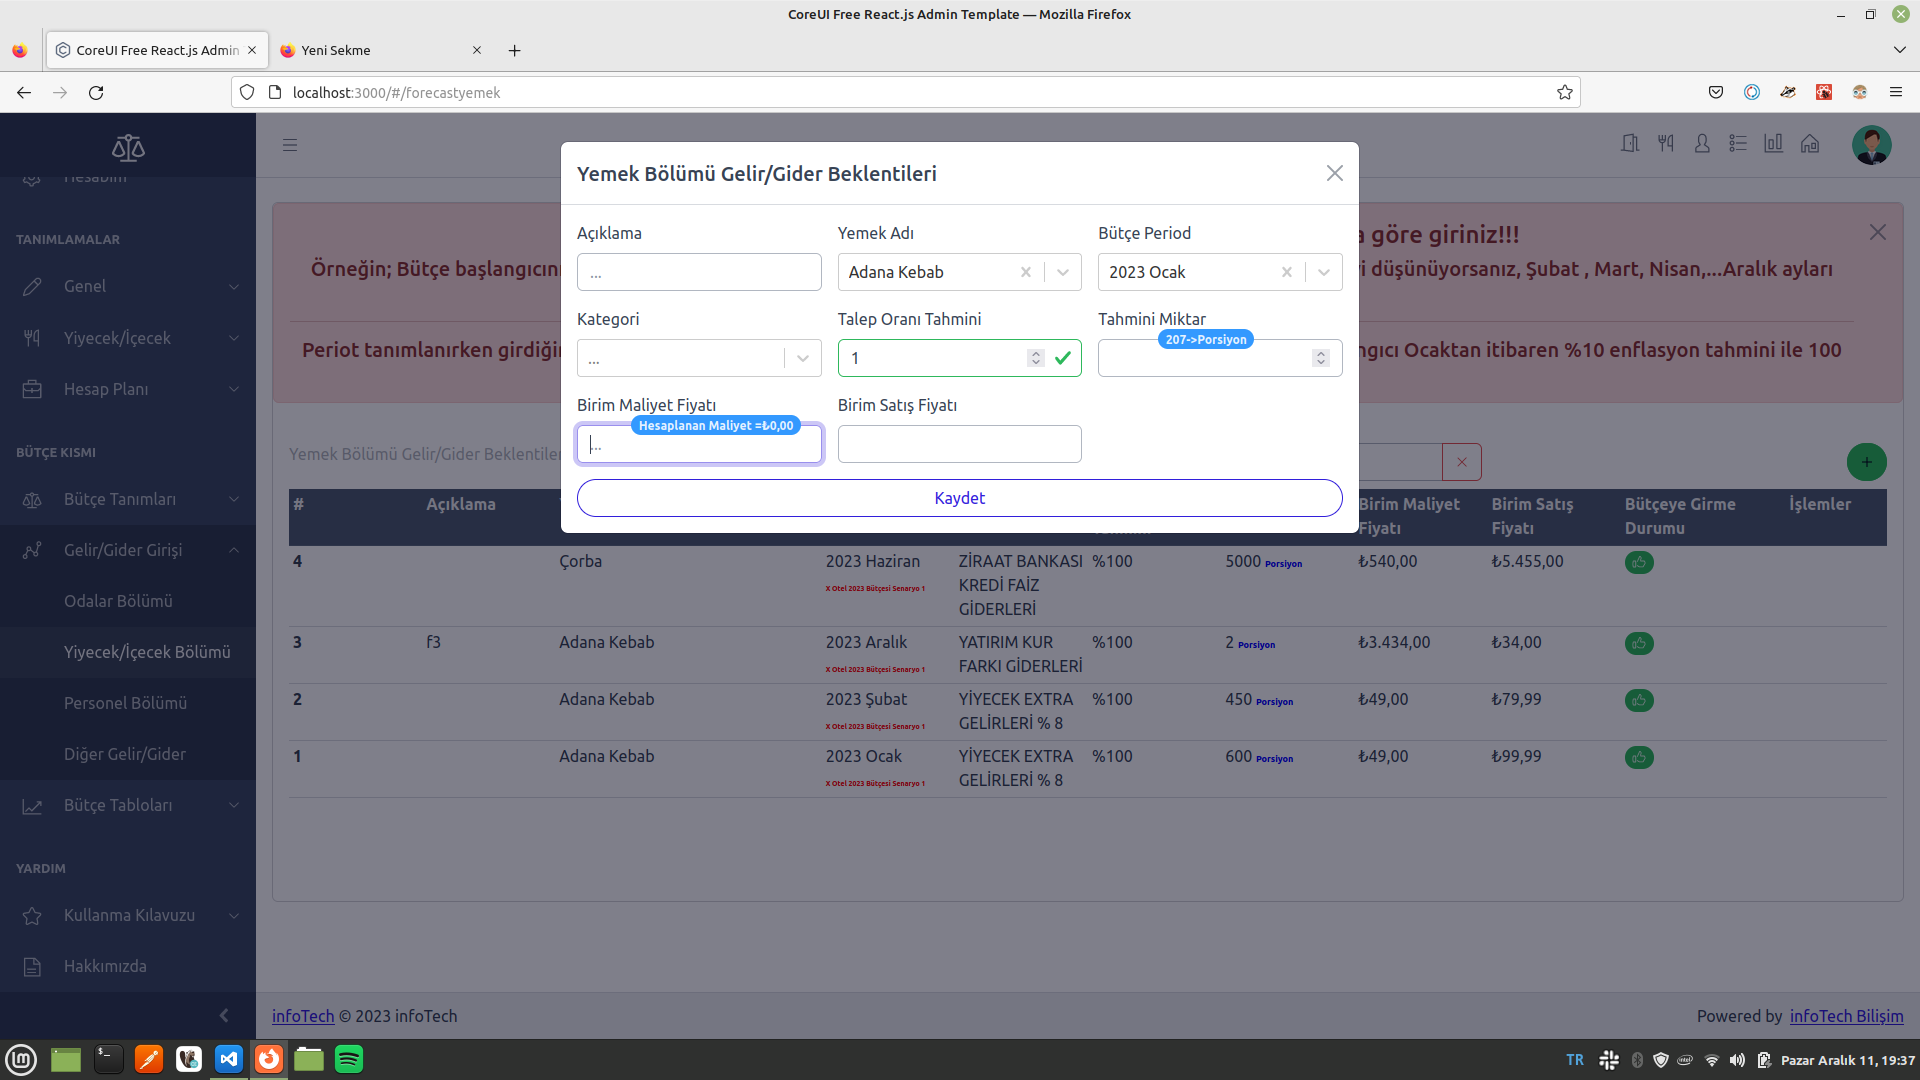 CoreUI Free React.js Admin Template — Mozilla Firefox
CoreUI Free React.js Admin
Yeni Sekme
localhost:3000/#/forecastyemek
Hesabım
TANIMLAMALAR
Genel
Yiyecek/İçecek
Hesap Planı
BÜTÇE KISMI
Bütçe Tanımları
Gelir/Gider Girişi
Odalar Bölümü
Yiyecek/İçecek Bölümü
Personel Bölümü
Diğer Gelir/Gider
Bütçe Tabloları
YARDIM
Kullanma Kılavuzu
Hakkımızda
göre giriniz!!!
Örneğin; Bütçe
düşünüyorsanız, Şubat , Mart, Nisan,...Aralık ayları
Periot tanımlanırken
Ocaktan itibaren %10 enflasyon tahmini ile 100
Yemek Bölümü Gelir/Gider Beklentileri
Açıklama
Yemek Adı
Bütçe Period
...
Adana Kebab
2023 Ocak
Kategori
Talep Oranı Tahmini
Tahmini Miktar
207->Porsiyon
...
1
Birim Maliyet Fiyatı
Birim Satış Fiyatı
Hesaplanan Maliyet =₺0,00
...
Kaydet
Yemek Bölümü Gelir/Gider
# Açıklama Birim Maliyet Fiyatı Birim Satış Fiyatı Bütçeye Girme Durumu İşlemler
4 Çorba 2023 Haziran ZİRAAT BANKASI KREDİ FAİZ GİDERLERİ %100 5000 Porsiyon ₺540,00 ₺5.455,00
X Otel 2023 Bütçesi Senaryo 1
3 f3 Adana Kebab 2023 Aralık YATIRIM KUR FARKI GİDERLERİ %100 2 Porsiyon ₺3.434,00 ₺34,00
X Otel 2023 Bütçesi Senaryo 1
2 Adana Kebab 2023 Şubat YİYECEK EXTRA GELİRLERİ % 8 %100 450 Porsiyon ₺49,00 ₺79,99
X Otel 2023 Bütçesi Senaryo 1
1 Adana Kebab 2023 Ocak YİYECEK EXTRA GELİRLERİ % 8 %100 600 Porsiyon ₺49,00 ₺99,99
X Otel 2023 Bütçesi Senaryo 1
infoTech © 2023 infoTech
Powered by infoTech Bilişim
TR
Pazar Aralık 11, 19:37